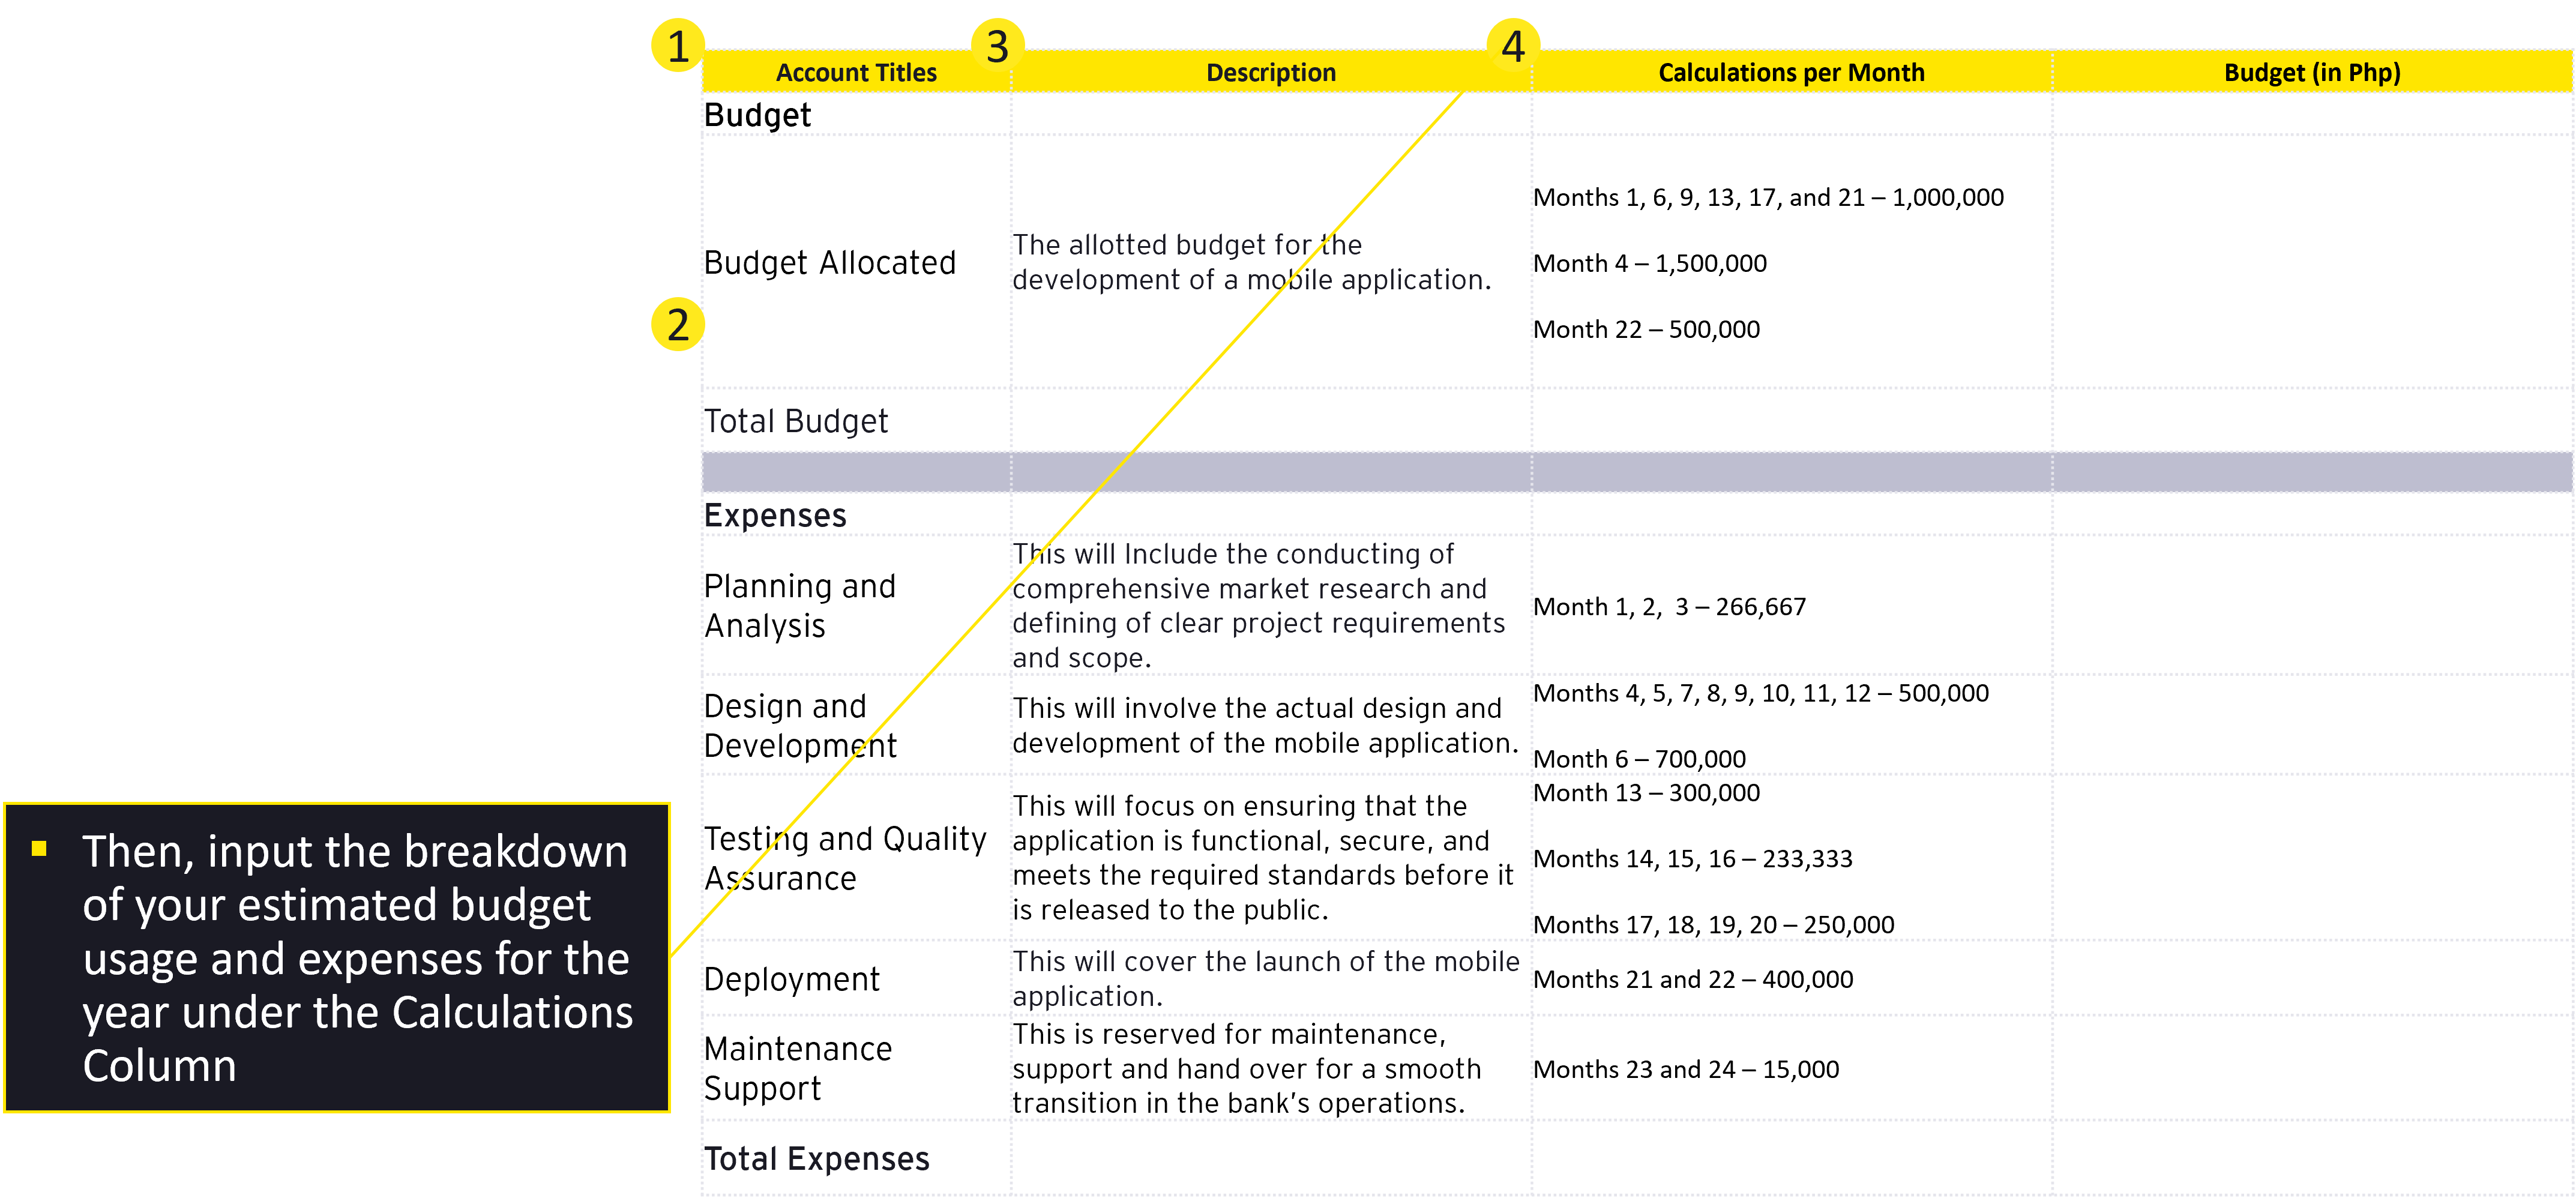 1
3
4
Account Titles
Description
Calculations per Month
Budget (in Php)
Budget
Budget Allocated
The allotted budget for the
development of a mobile application.
Months 1, 6, 9, 13, 17, and 21 – 1,000,000
Month 4 – 1,500,000
Month 22 – 500,000
2
Total Budget
Expenses
Planning and
Analysis
This will Include the conducting of
comprehensive market research and
defining of clear project requirements
and scope.
Month 1, 2,  3 – 266,667
Design and
Development
This will involve the actual design and
development of the mobile application.
Months 4, 5, 7, 8, 9, 10, 11, 12 – 500,000
Month 6 – 700,000
Testing and Quality
Assurance
This will focus on ensuring that the
application is functional, secure, and
meets the required standards before it
is released to the public.
Month 13 – 300,000
Months 14, 15, 16 – 233,333
Months 17, 18, 19, 20 – 250,000
Deployment
This will cover the launch of the mobile
application.
Months 21 and 22 – 400,000
Maintenance
Support
This is reserved for maintenance,
support and hand over for a smooth
transition in the bank's operations.
Months 23 and 24 – 15,000
Total Expenses
▪ Then, input the breakdown
of your estimated budget
usage and expenses for the
year under the Calculations
Column